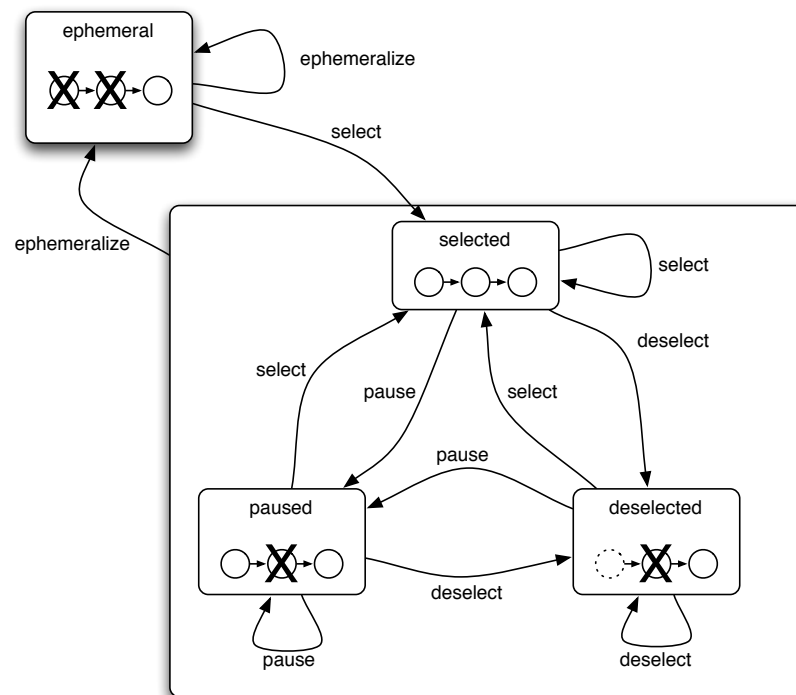 ephemeral
ephemeralize
select
ephemeralize
selected
select
deselect
select
pause
select
pause
paused
deselected
deselect
pause
deselect